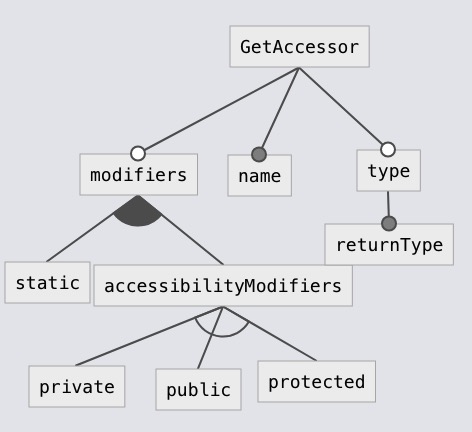 GetAccessor
modifiers
name
type
returnType
static
accessibilityModifiers
private
public
protected